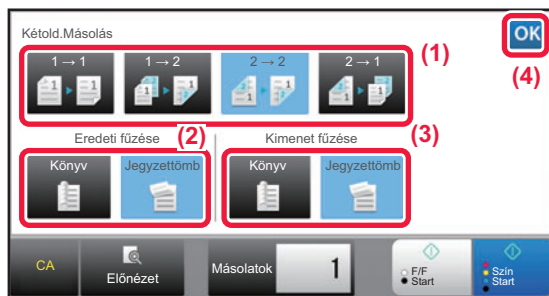 Kétold.Másolás
OK
(1)
(4)
1 → 1
1 → 2
2 → 2
2 → 1
Eredeti fűzése
(2)
Kimenet fűzése
(3)
Könyv
Jegyzettömb
Könyv
Jegyzettömb
CA
Előnézet
Másolatok
1
F/F
Start
Szín
Start